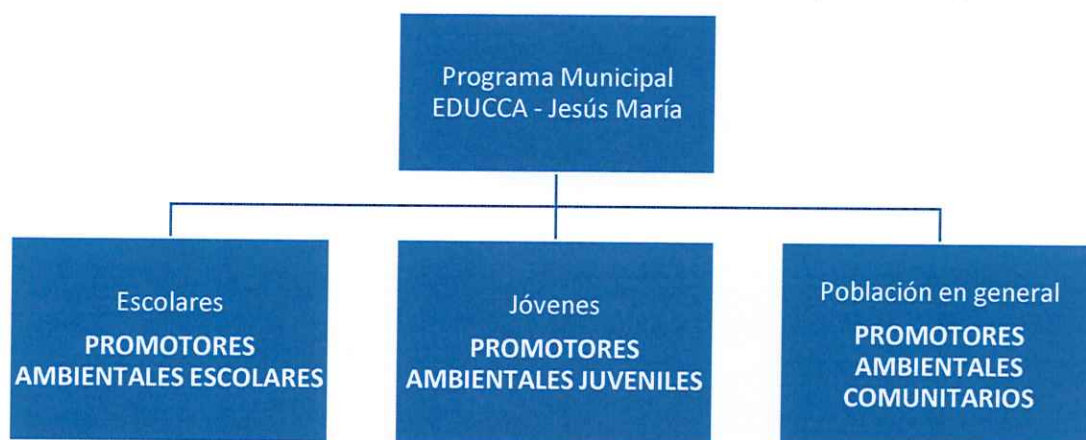 Programa Municipal
EDUCCA - Jesús María
Escolares
PROMOTORES
AMBIENTALES ESCOLARES
Jóvenes
PROMOTORES
AMBIENTALES JUVENILES
Población en general
PROMOTORES
AMBIENTALES
COMUNITARIOS